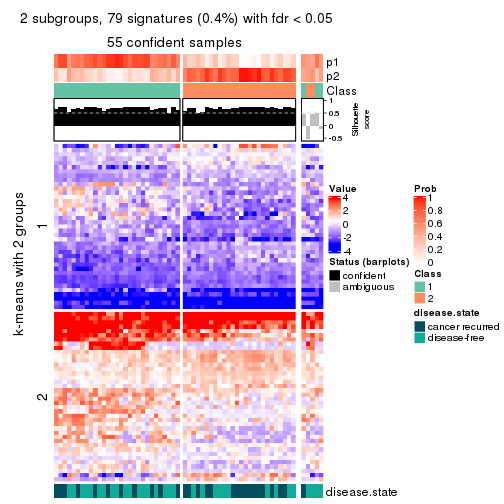 2 subgroups, 79 signatures (0.4%) with fdr < 0.05
55 confident samples
p1
p2
Class
1
0.5
0
-0.5
Silhouette
score
k-means with 2 groups
1
2
Value
4
2
0
-2
-4
Status (barplots)
confident
ambiguous
Prob
1
0.8
0.6
0.4
0.2
0
Class
1
2
disease.state
cancer recurred
disease-free
disease.state